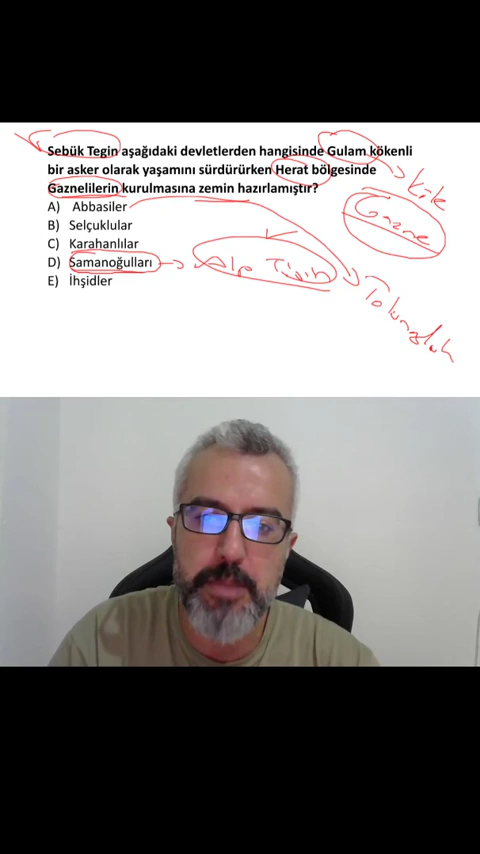 Sebük Tegin aşağıdaki devletlerden hangisinde Gulam kökenli
bir asker olarak yaşamını sürdürürken Herat bölgesinde
Gaznelilerin kurulmasına zemin hazırlamıştır?
A) Abbasiler
B) Selçuklular
C) Karahanlılar
D) Samanoğulları
E) İhşidler
Köle
Gazne
Alp Tigin